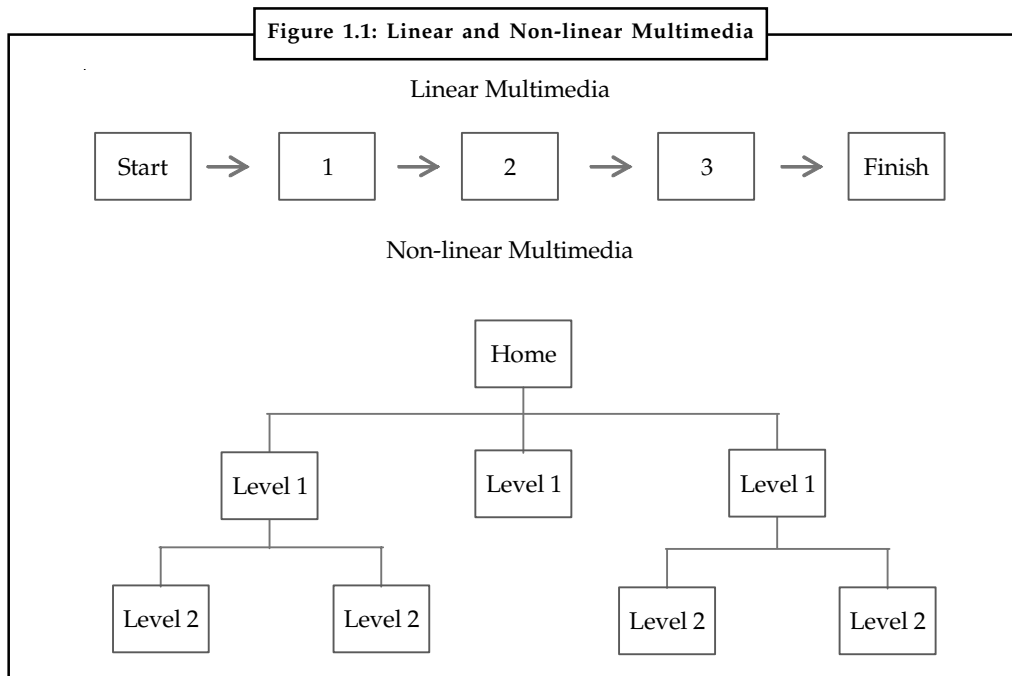 Figure 1.1: Linear and Non-linear Multimedia
Linear Multimedia
Start 1 2 3 Finish
Non-linear Multimedia
Home
Level 1 Level 1 Level 1
Level 2 Level 2 Level 2 Level 2